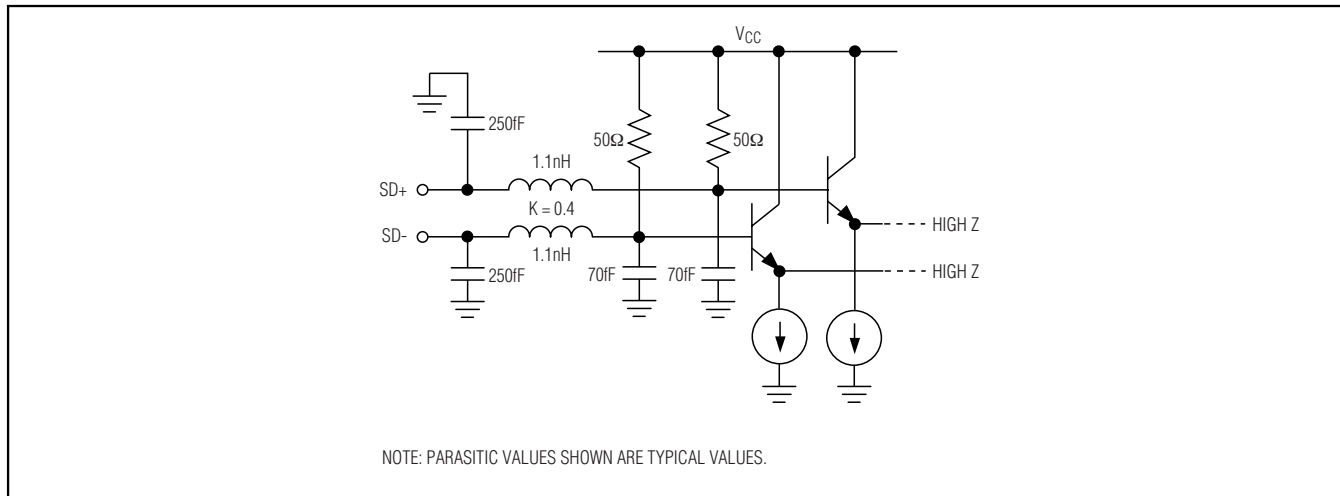 VCC
250fF
50Ω
50Ω
1.1nH
SD+
K = 0.4
SD-
HIGH Z
1.1nH
HIGH Z
250fF
70fF
70fF
NOTE: PARASITIC VALUES SHOWN ARE TYPICAL VALUES.